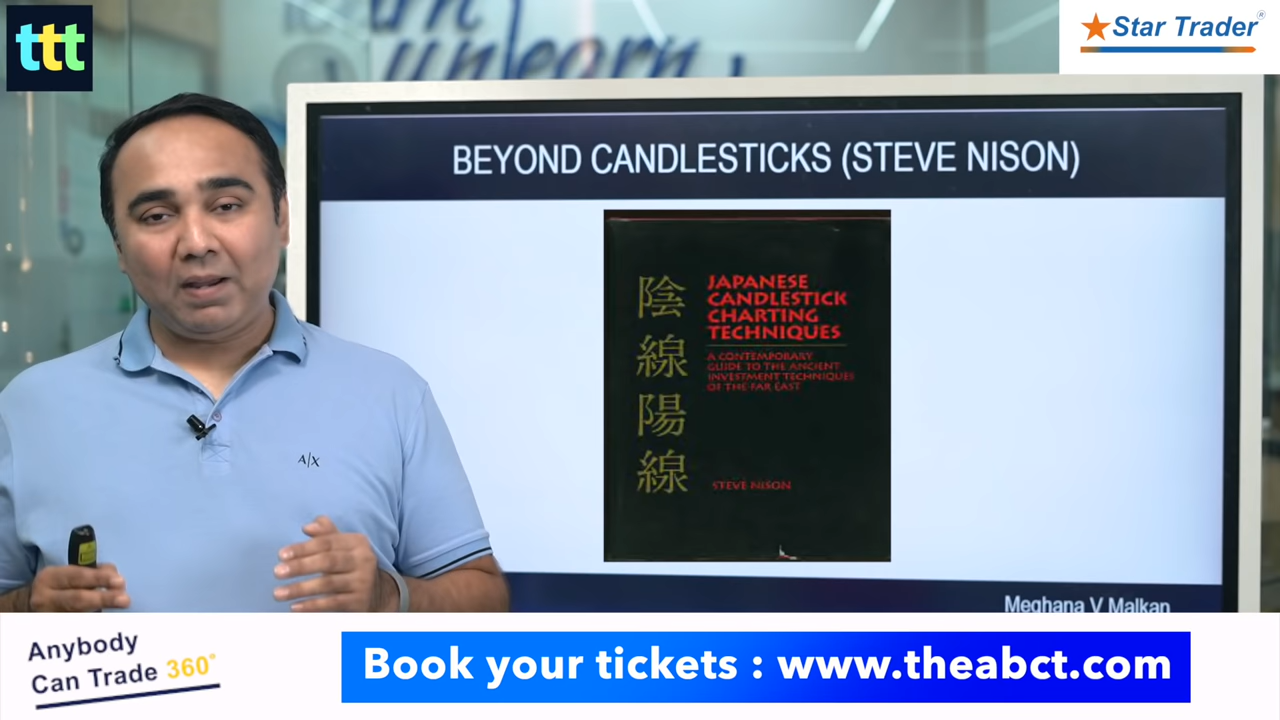 ttt
Star Trader®
learn
unlearn
BEYOND CANDLESTICKS (STEVE NISON)
陰
線
陽
線
JAPANESE
CANDLESTICK
CHARTING
TECHNIQUES
A CONTEMPORARY
GUIDE TO THE ANCIENT
INVESTMENT TECHNIQUES
OF THE FAR EAST
STEVE NISON
A|X
Meghana V Malkan
Anybody
Can Trade 360°
Book your tickets : www.theabct.com